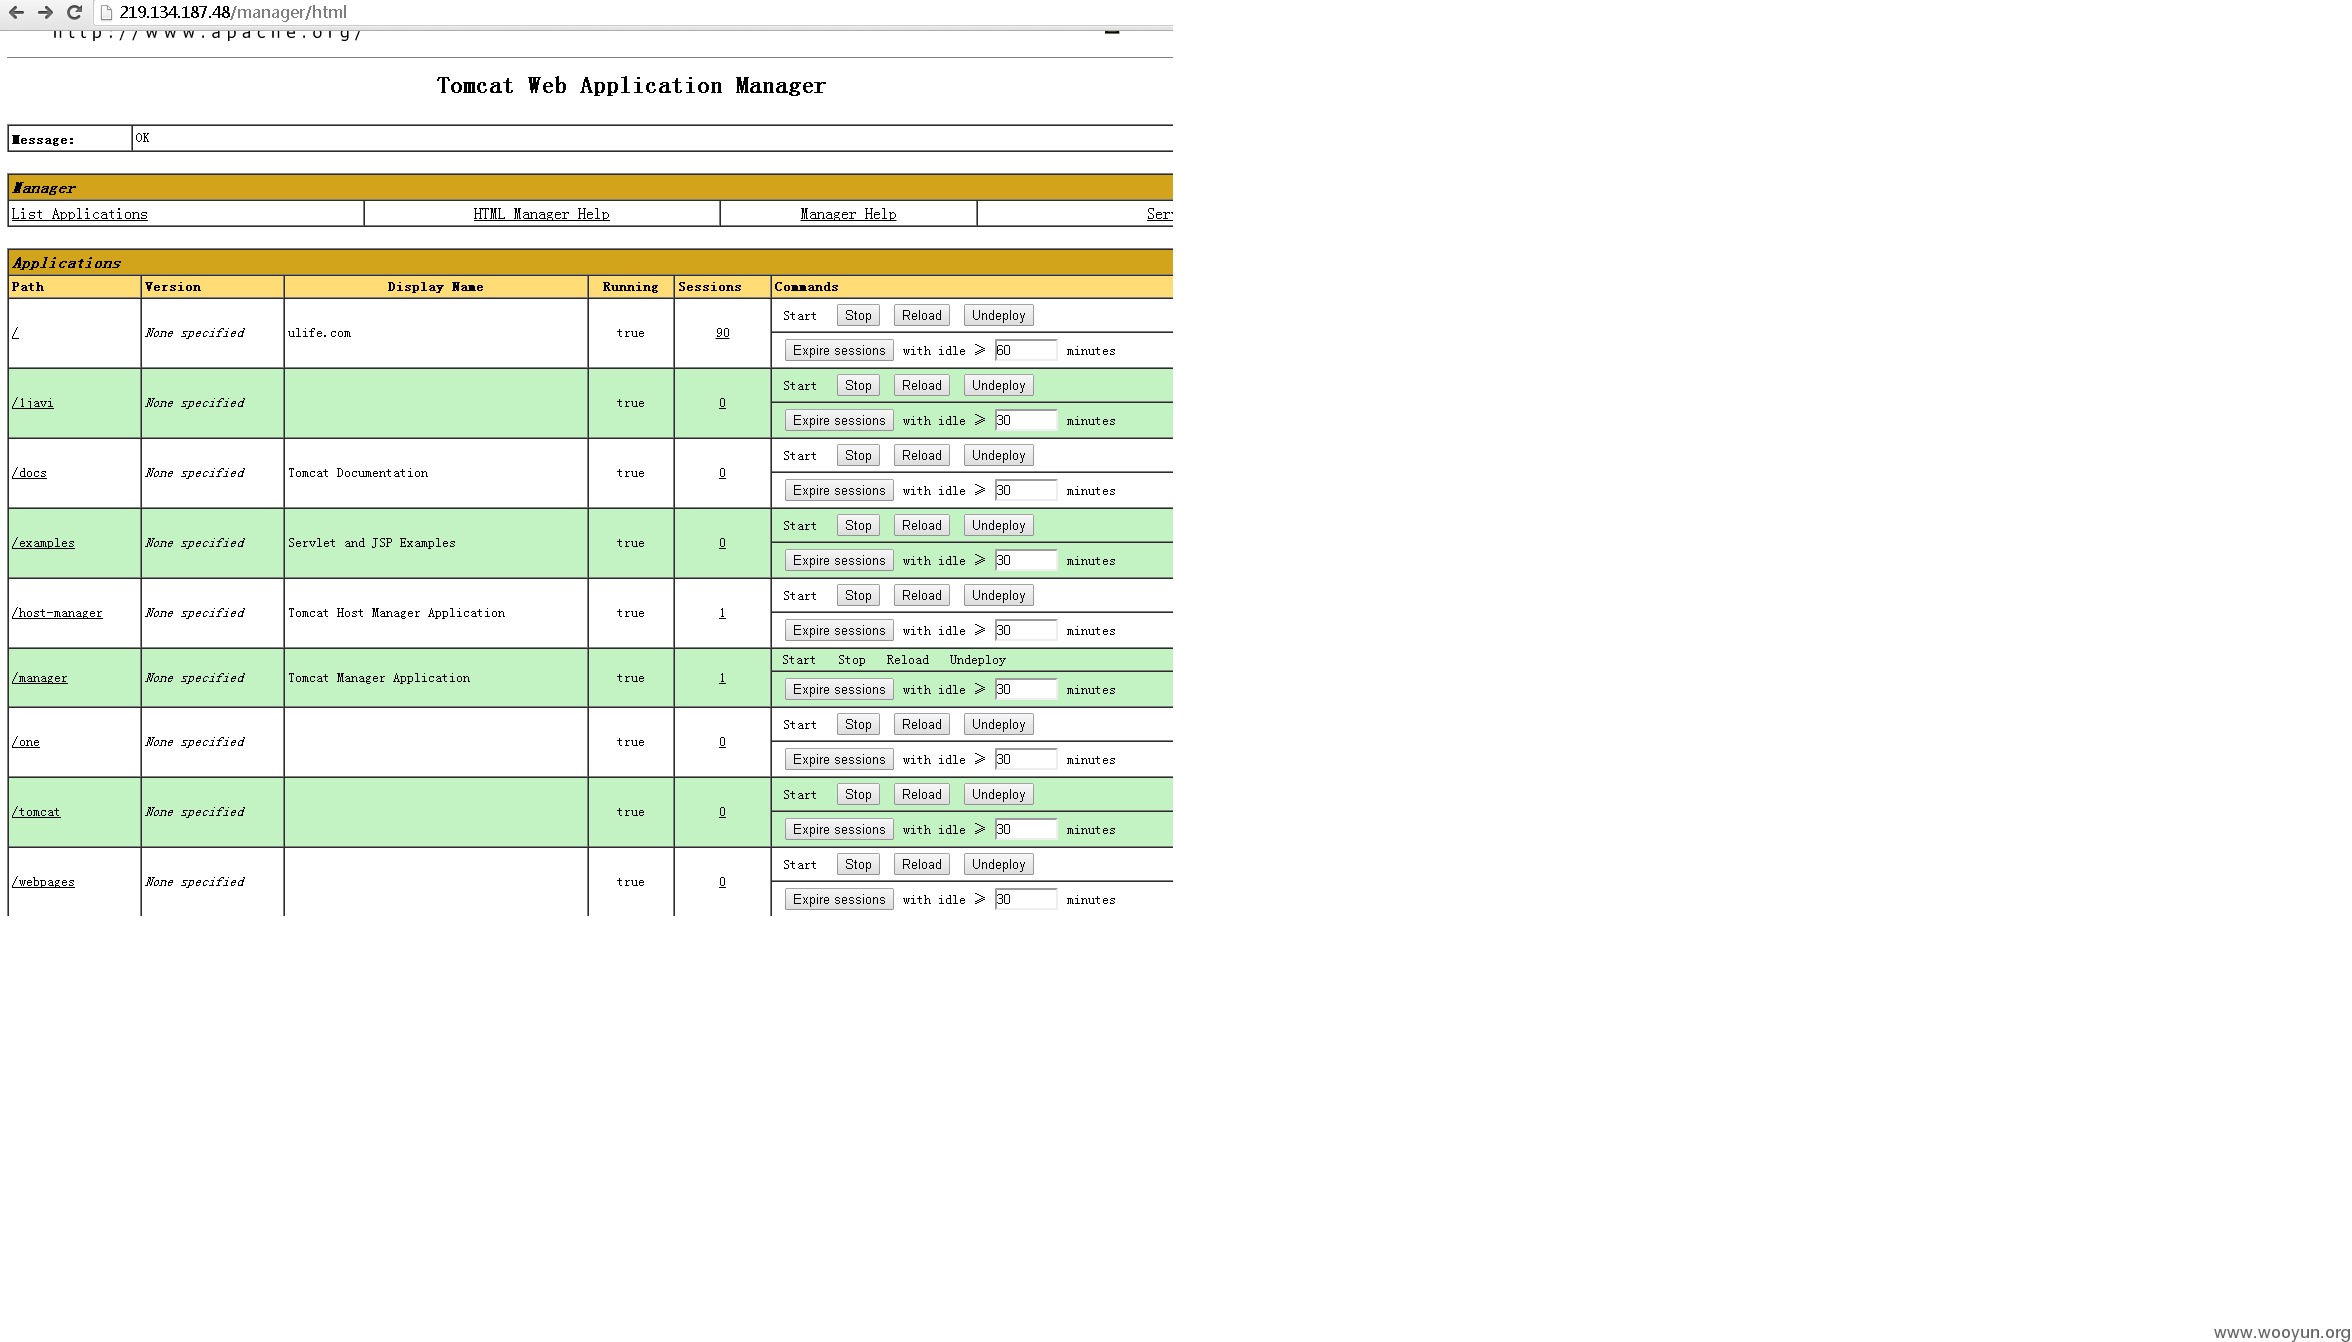 219.134.187.48/manager/html
http://www.apache.org/
Tomcat Web Application Manager
Message: OK
Manager
List Applications HTML Manager Help Manager Help Serv
Applications
Path Version Display Name Running Sessions Commands
/ None specified ulife.com true 90 Start Stop Reload Undeploy
Expire sessions with idle ≥ 60 minutes
/1javi None specified true 0 Start Stop Reload Undeploy
Expire sessions with idle ≥ 30 minutes
/docs None specified Tomcat Documentation true 0 Start Stop Reload Undeploy
Expire sessions with idle ≥ 30 minutes
/examples None specified Servlet and JSP Examples true 0 Start Stop Reload Undeploy
Expire sessions with idle ≥ 30 minutes
/host-manager None specified Tomcat Host Manager Application true 1 Start Stop Reload Undeploy
Expire sessions with idle ≥ 30 minutes
/manager None specified Tomcat Manager Application true 1 Start Stop Reload Undeploy
Expire sessions with idle ≥ 30 minutes
/one None specified true 0 Start Stop Reload Undeploy
Expire sessions with idle ≥ 30 minutes
/tomcat None specified true 0 Start Stop Reload Undeploy
Expire sessions with idle ≥ 30 minutes
/webpages None specified true 0 Start Stop Reload Undeploy
Expire sessions with idle ≥ 30 minutes
www.wooyun.org